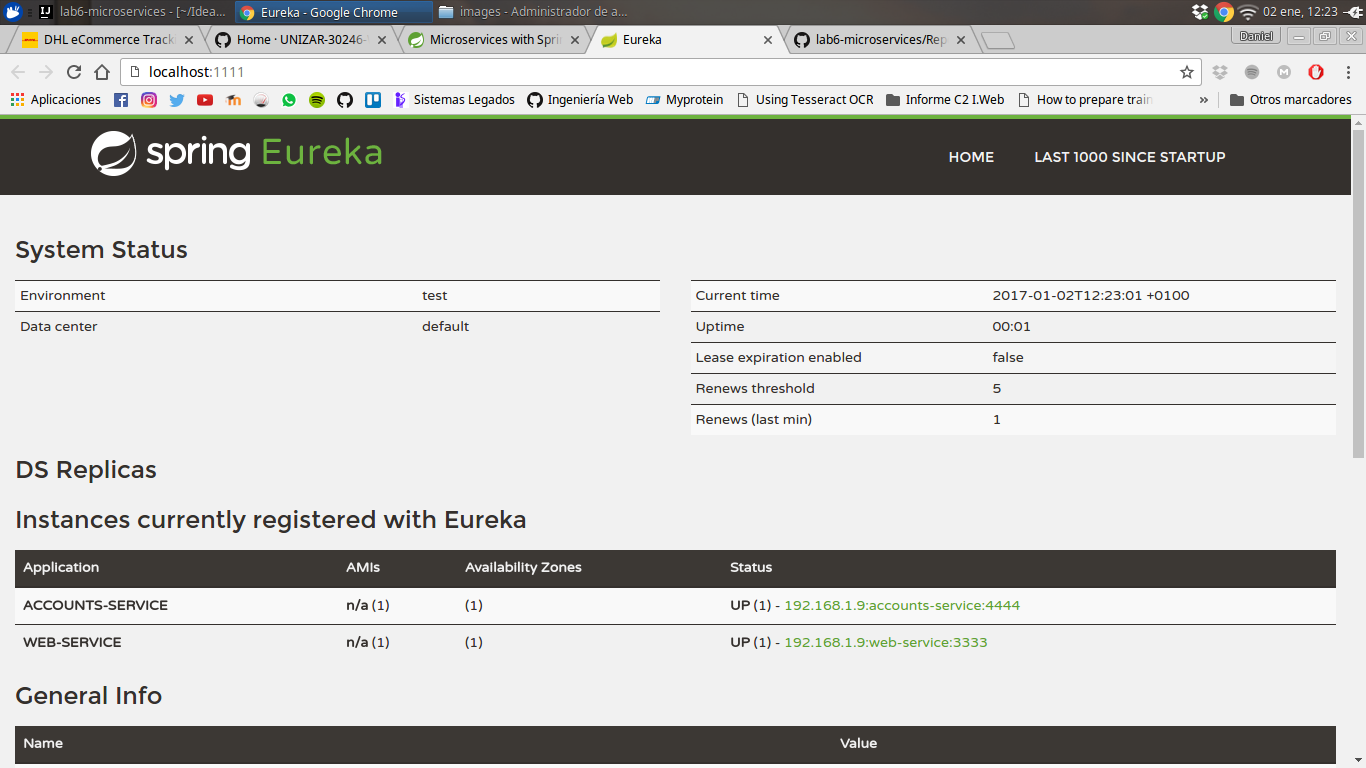 lab6-microservices - [~/Idea... Eureka - Google Chrome images - Administrador de a... 02 ene, 12:23
DHL eCommerce Track Home · UNIZAR-30246- Microservices with Spri Eureka lab6-microservices/Rep Daniel
localhost:1111
Aplicaciones Sistemas Legados Ingeniería Web Myprotein Using Tesseract OCR Informe C2 I.Web How to prepare train » Otros marcadores
spring Eureka HOME LAST 1000 SINCE STARTUP
System Status
Environment test
Data center default
Current time 2017-01-02T12:23:01 +0100
Uptime 00:01
Lease expiration enabled false
Renews threshold 5
Renews (last min) 1
DS Replicas
Instances currently registered with Eureka
Application AMIs Availability Zones Status
ACCOUNTS-SERVICE n/a (1) (1) UP (1) - 192.168.1.9:accounts-service:4444
WEB-SERVICE n/a (1) (1) UP (1) - 192.168.1.9:web-service:3333
General Info
Name Value